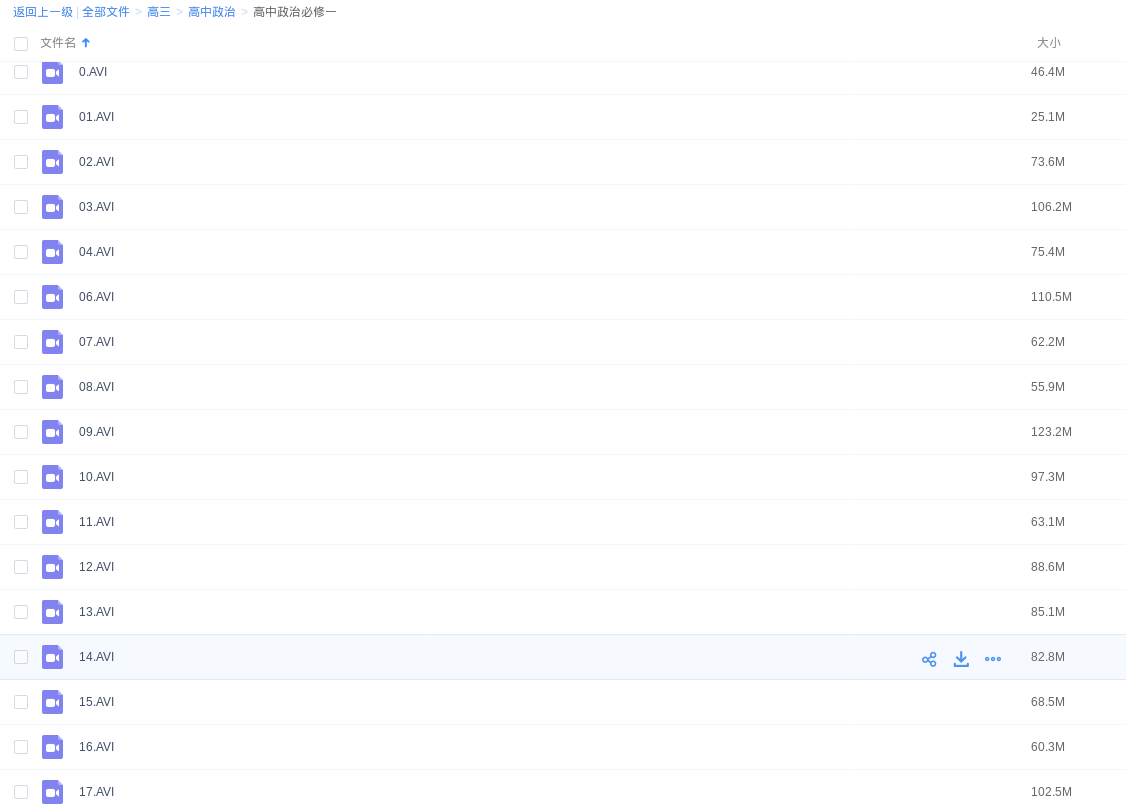 返回上一级 | 全部文件 > 高三 > 高中政治 > 高中政治必修一
文件名 大小
0.AVI 46.4M
01.AVI 25.1M
02.AVI 73.6M
03.AVI 106.2M
04.AVI 75.4M
06.AVI 110.5M
07.AVI 62.2M
08.AVI 55.9M
09.AVI 123.2M
10.AVI 97.3M
11.AVI 63.1M
12.AVI 88.6M
13.AVI 85.1M
14.AVI 82.8M
15.AVI 68.5M
16.AVI 60.3M
17.AVI 102.5M